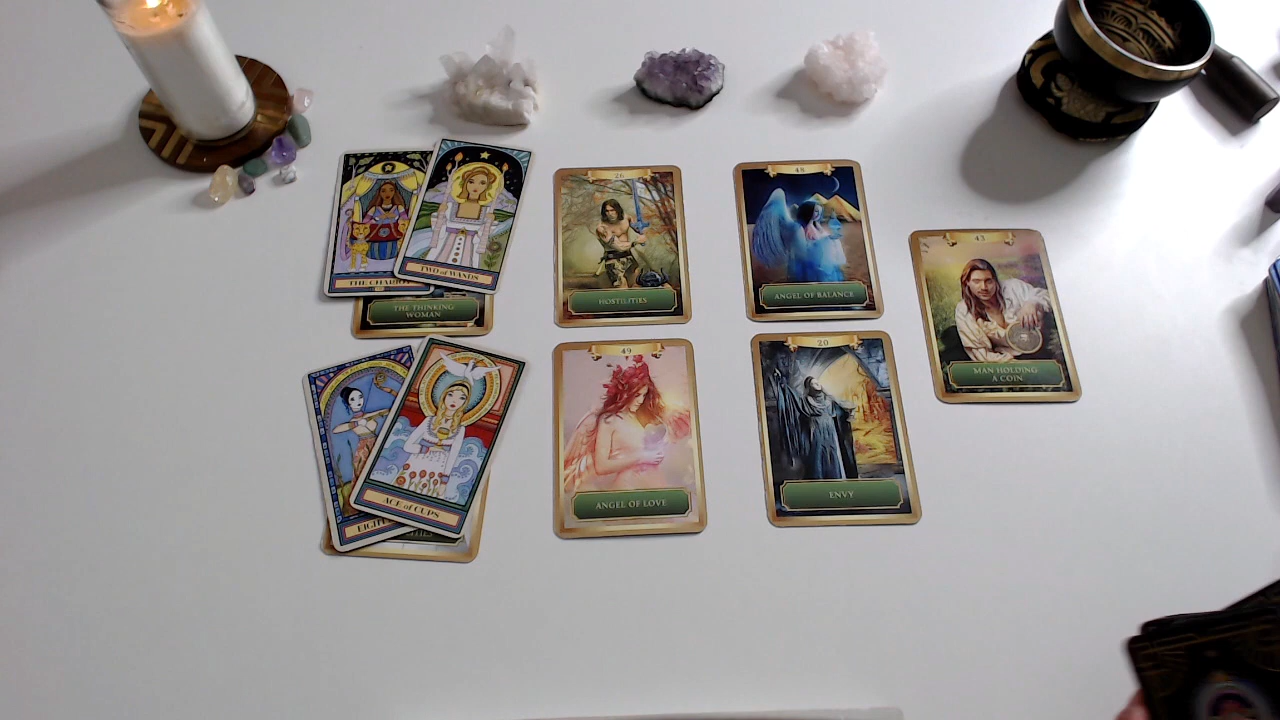 THE CHARIOT
TWO of WANDS
THE THINKING
WOMAN
26
HOSTILITIES
48
ANGEL OF BALANCE
43
MAN HOLDING
A COIN
ACE of CUPS
49
ANGEL OF LOVE
20
ENVY